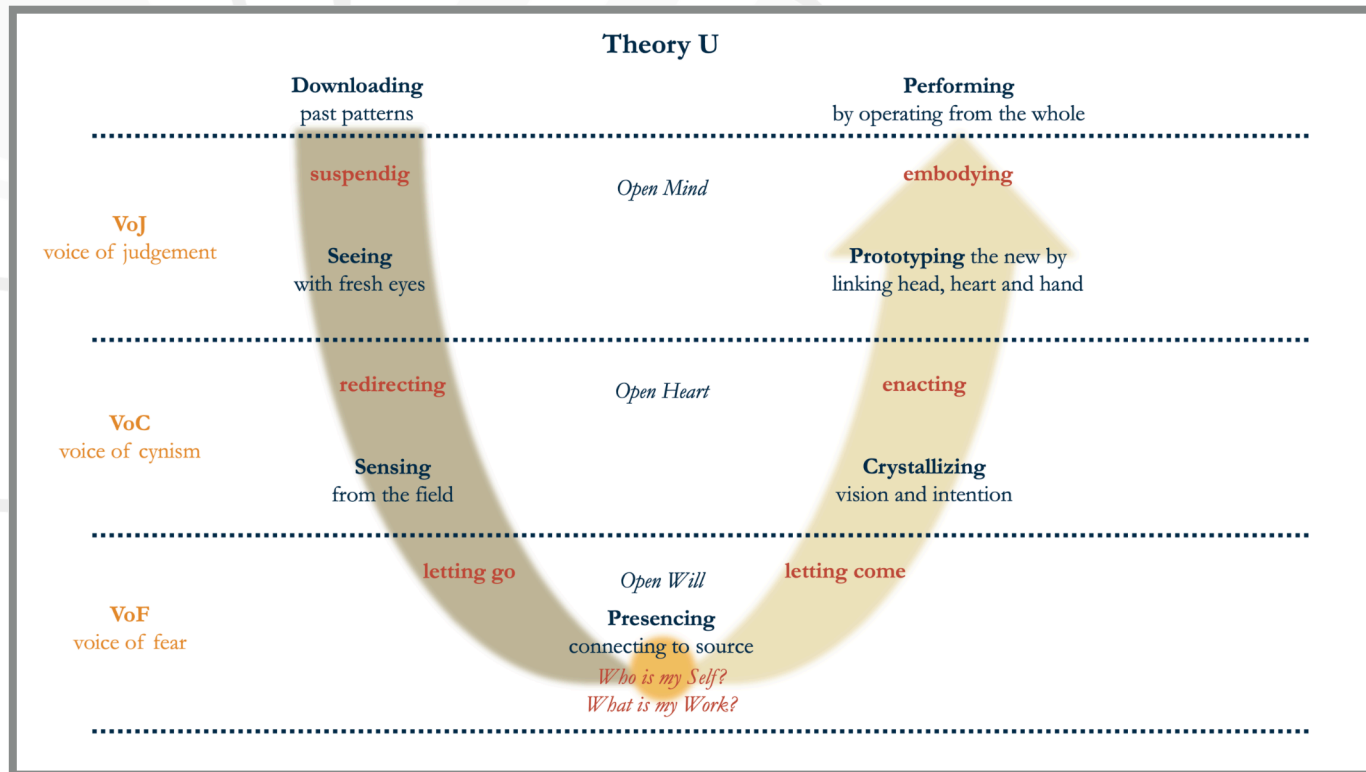 Theory U
Downloading
past patterns
Performing
by operating from the whole
suspendig
Open Mind
embodying
VoJ
voice of judgement
Seeing
with fresh eyes
Prototyping the new by
linking head, heart and hand
redirecting
Open Heart
enacting
VoC
voice of cynism
Sensing
from the field
Crystallizing
vision and intention
letting go
Open Will
letting come
VoF
voice of fear
Presencing
connecting to source
Who is my Self?
What is my Work?